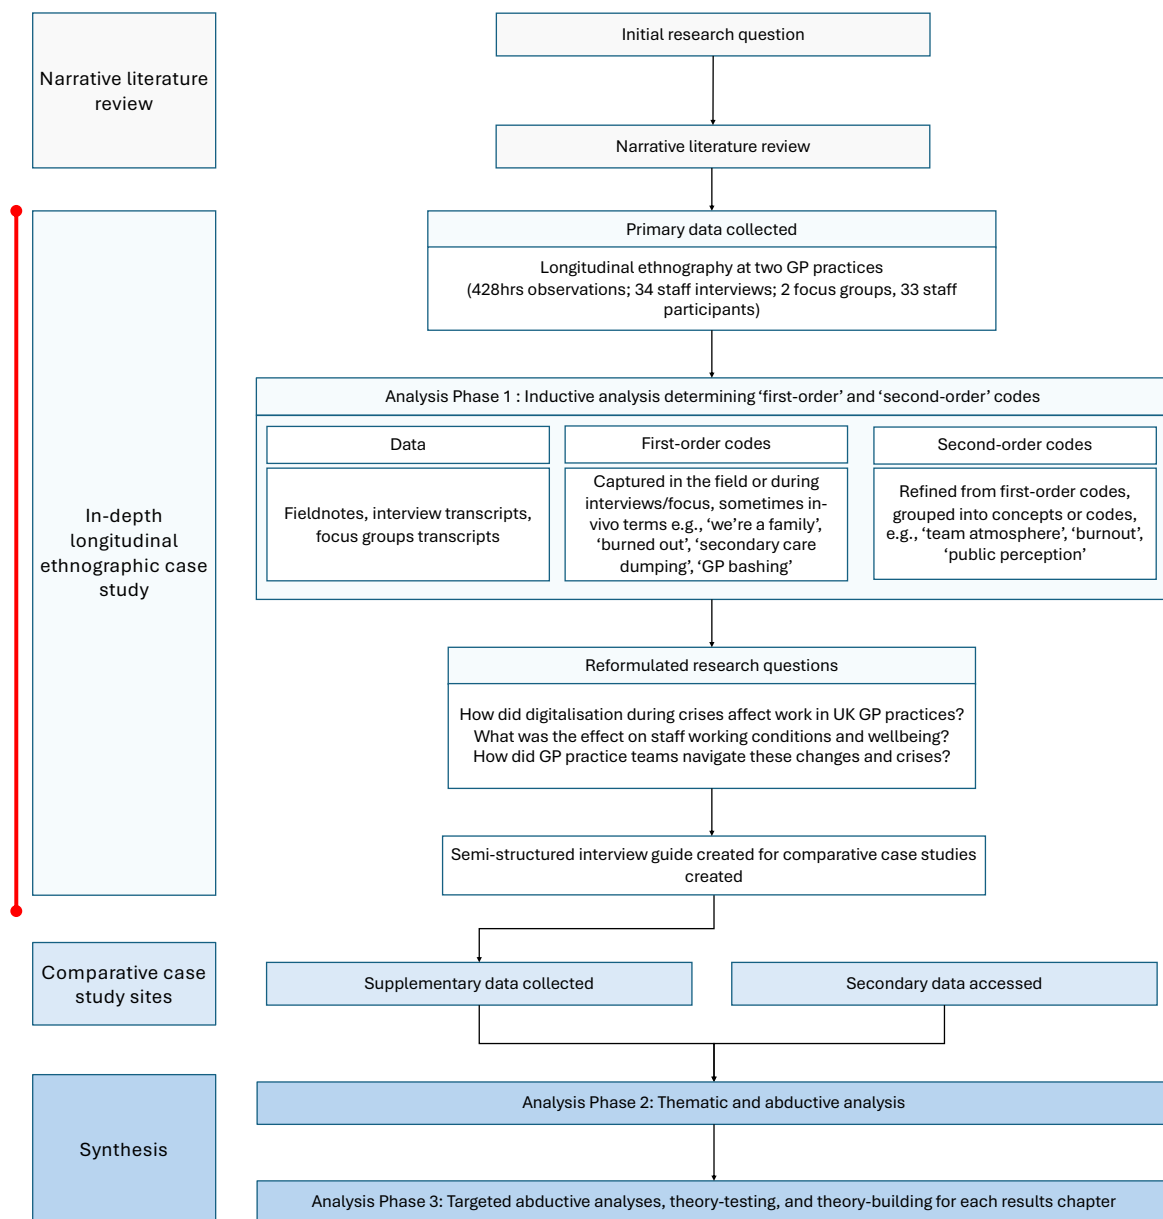 Narrative literature
review
Initial research question
Narrative literature review
In-depth
longitudinal
ethnographic case
study
Primary data collected
Longitudinal ethnography at two GP practices
(428hrs observations; 34 staff interviews; 2 focus groups, 33 staff
participants)
Analysis Phase 1 : Inductive analysis determining ‘first-order’ and ‘second-order’ codes
Data
Fieldnotes, interview transcripts,
focus groups transcripts
First-order codes
Captured in the field or during
interviews/focus, sometimes in-
vivo terms e.g., ‘we’re a family’,
‘burned out’, ‘secondary care
dumping’, ‘GP bashing’
Second-order codes
Refined from first-order codes,
grouped into concepts or codes,
e.g., ‘team atmosphere’, ‘burnout’,
‘public perception’
Reformulated research questions
How did digitalisation during crises affect work in UK GP practices?
What was the effect on staff working conditions and wellbeing?
How did GP practice teams navigate these changes and crises?
Semi-structured interview guide created for comparative case studies
created
Comparative case
study sites
Supplementary data collected
Secondary data accessed
Synthesis
Analysis Phase 2: Thematic and abductive analysis
Analysis Phase 3: Targeted abductive analyses, theory-testing, and theory-building for each results chapter